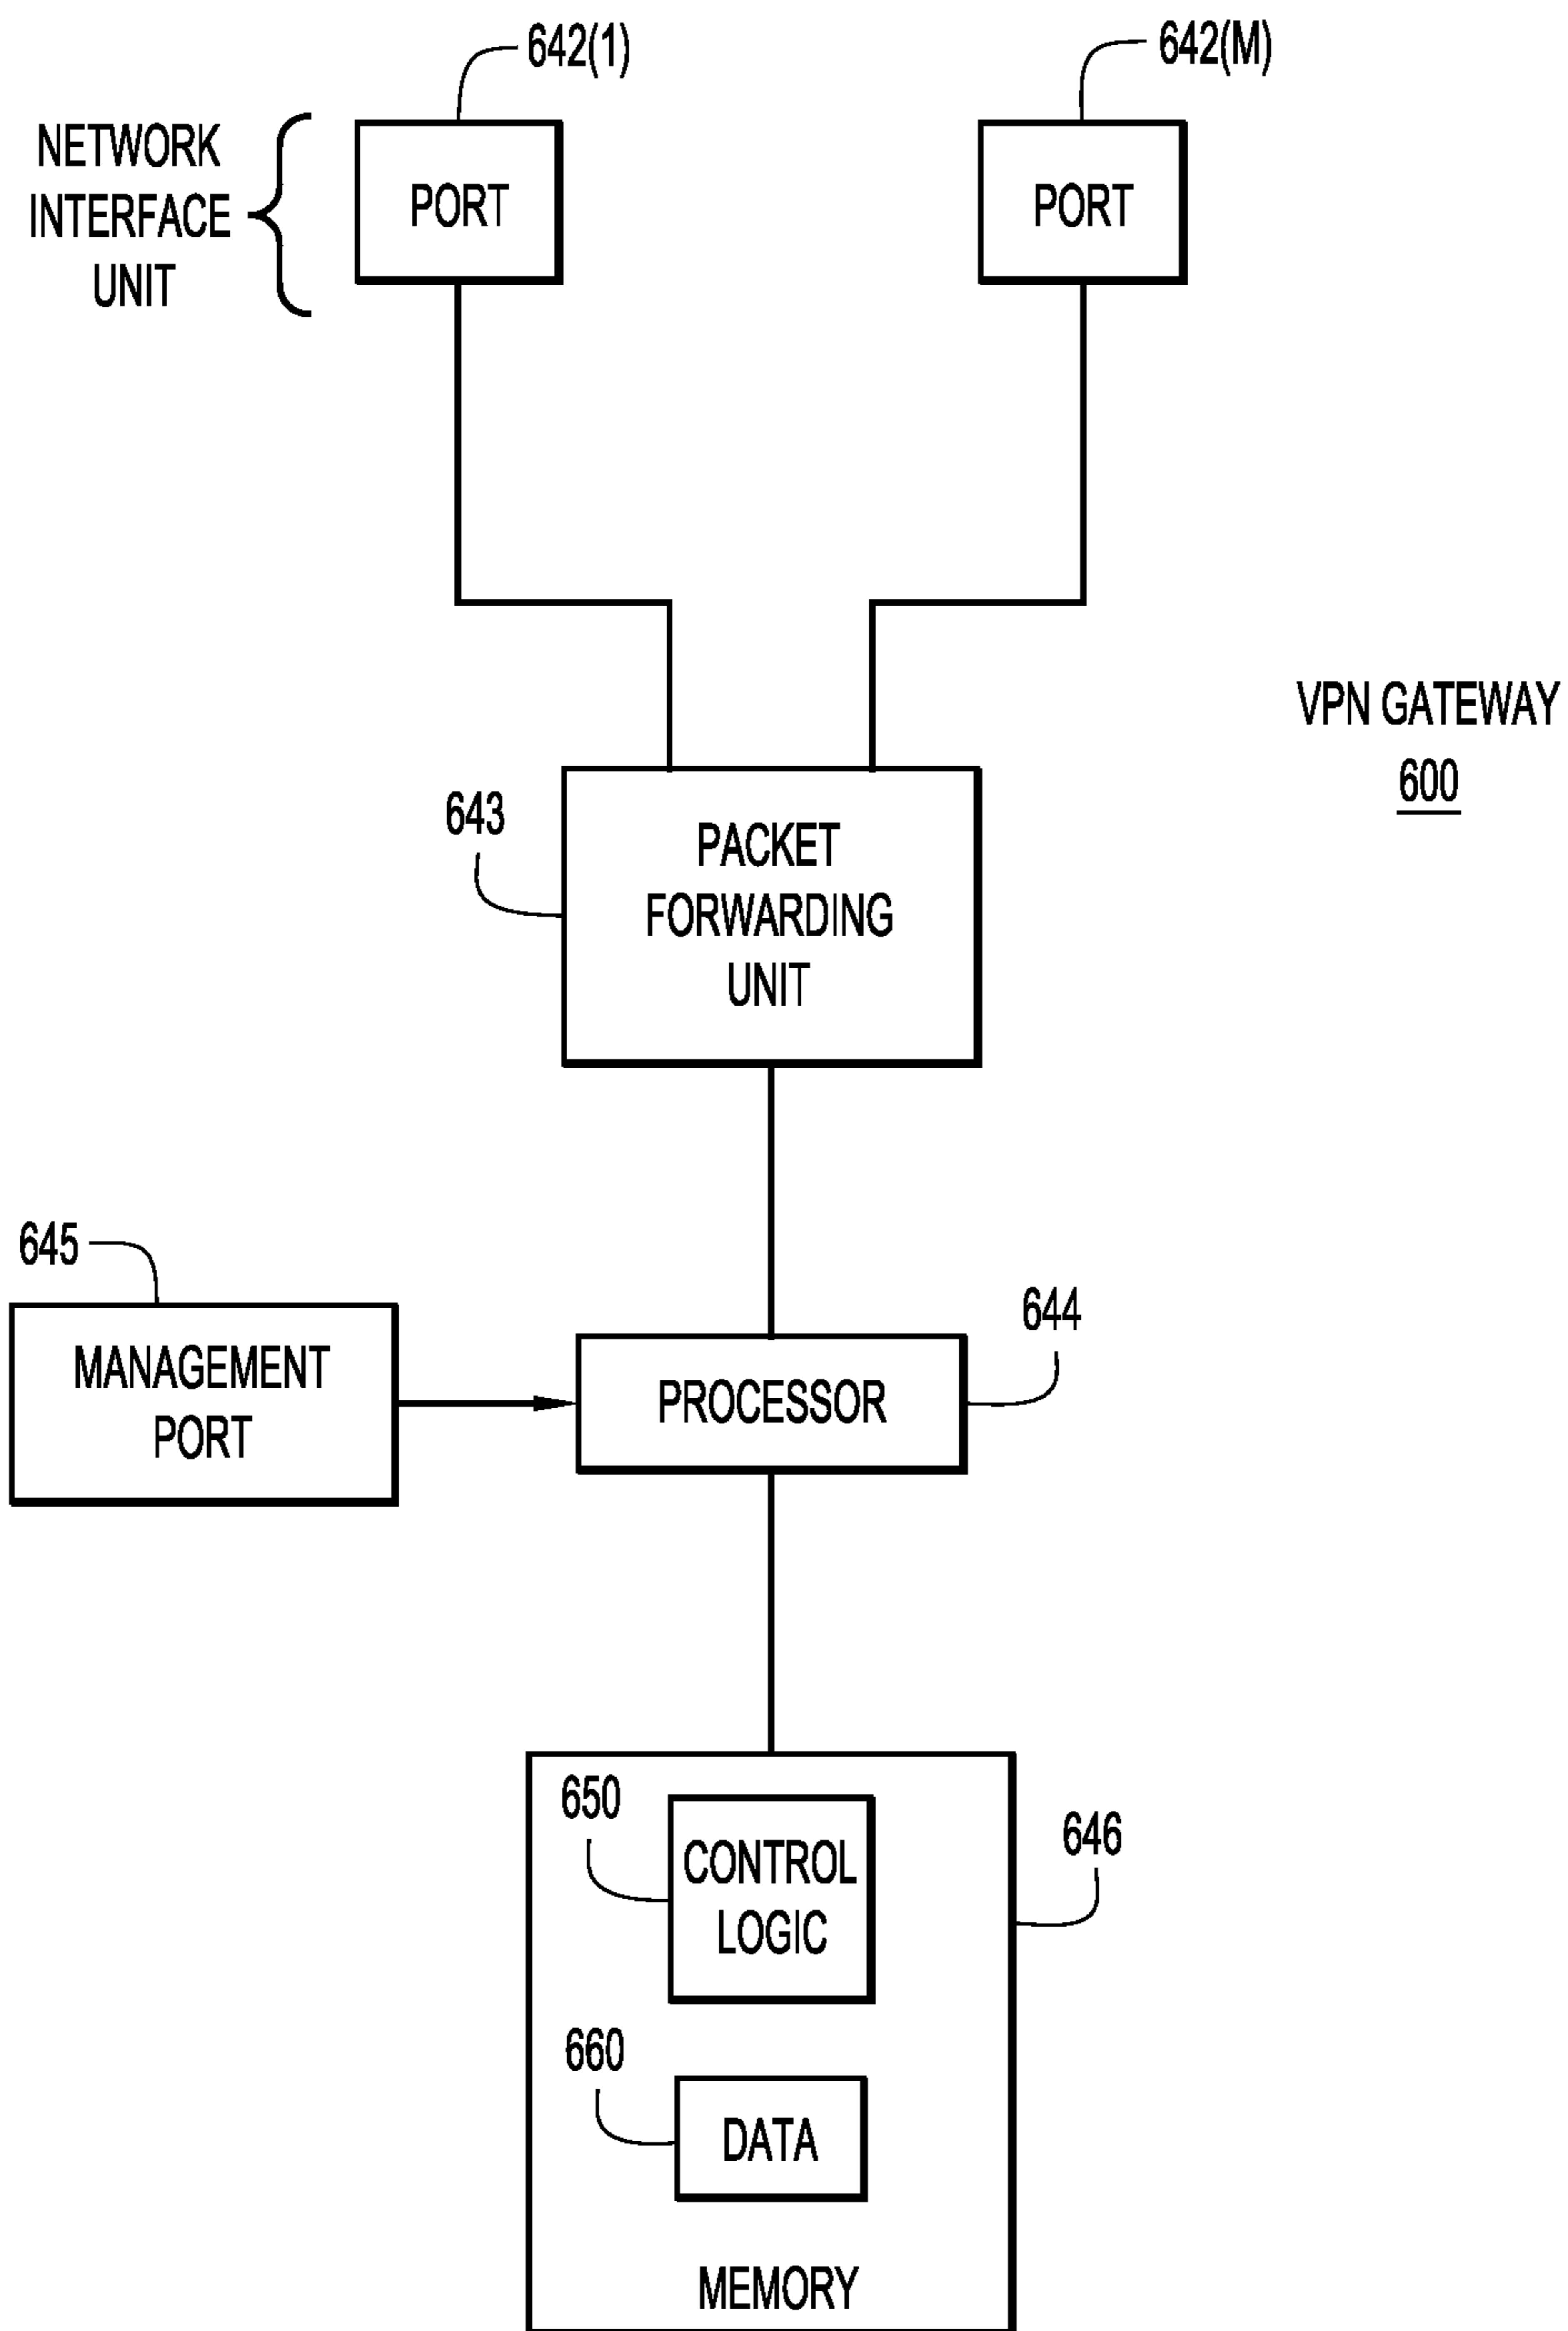 642(1)
642(M)
NETWORK
INTERFACE
UNIT
PORT
PORT
VPN GATEWAY
600
643
PACKET
FORWARDING
UNIT
645
MANAGEMENT
PORT
644
PROCESSOR
650
CONTROL
LOGIC
646
660
DATA
MEMORY